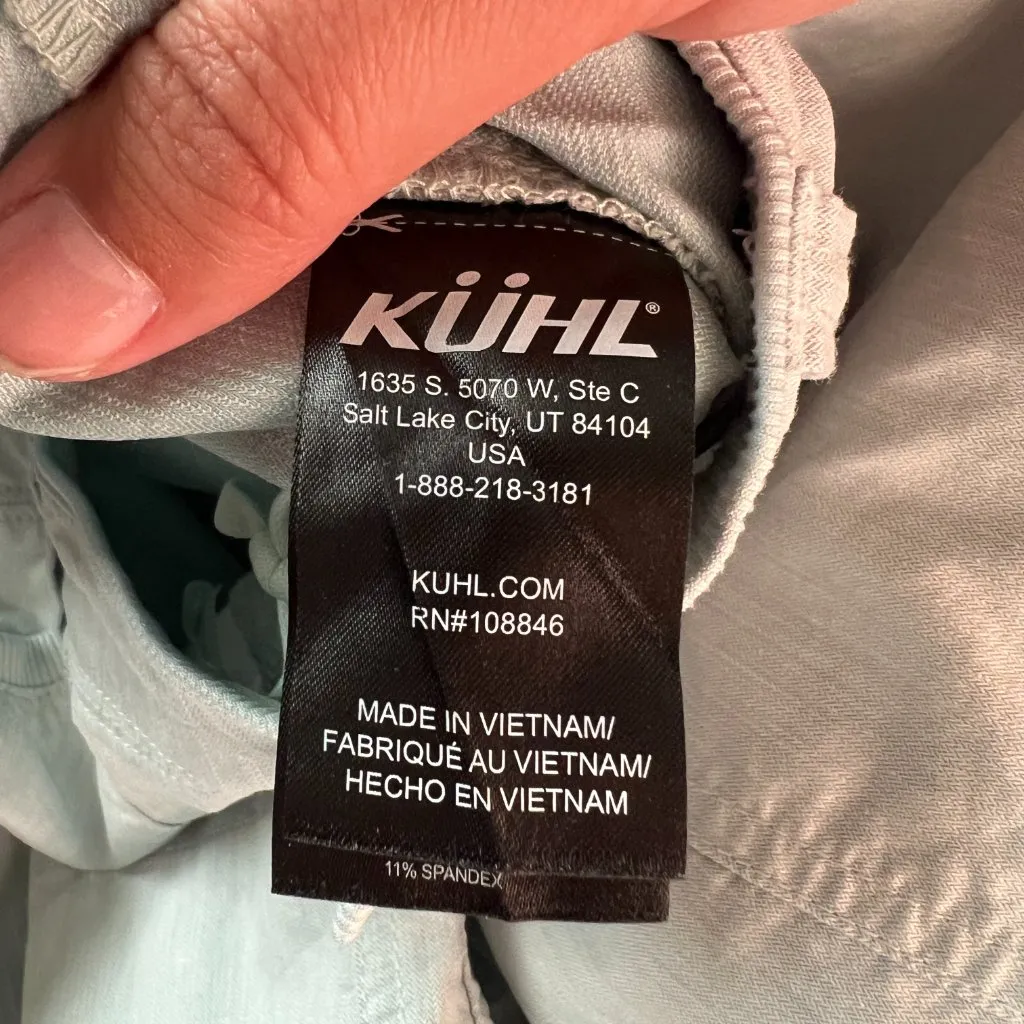 KÜHL®
1635 S. 5070 W, Ste C
Salt Lake City, UT 84104
USA
1-888-218-3181
KUHL.COM
RN#108846
MADE IN VIETNAM/
FABRIQUÉ AU VIETNAM/
HECHO EN VIETNAM
11% SPANDEX